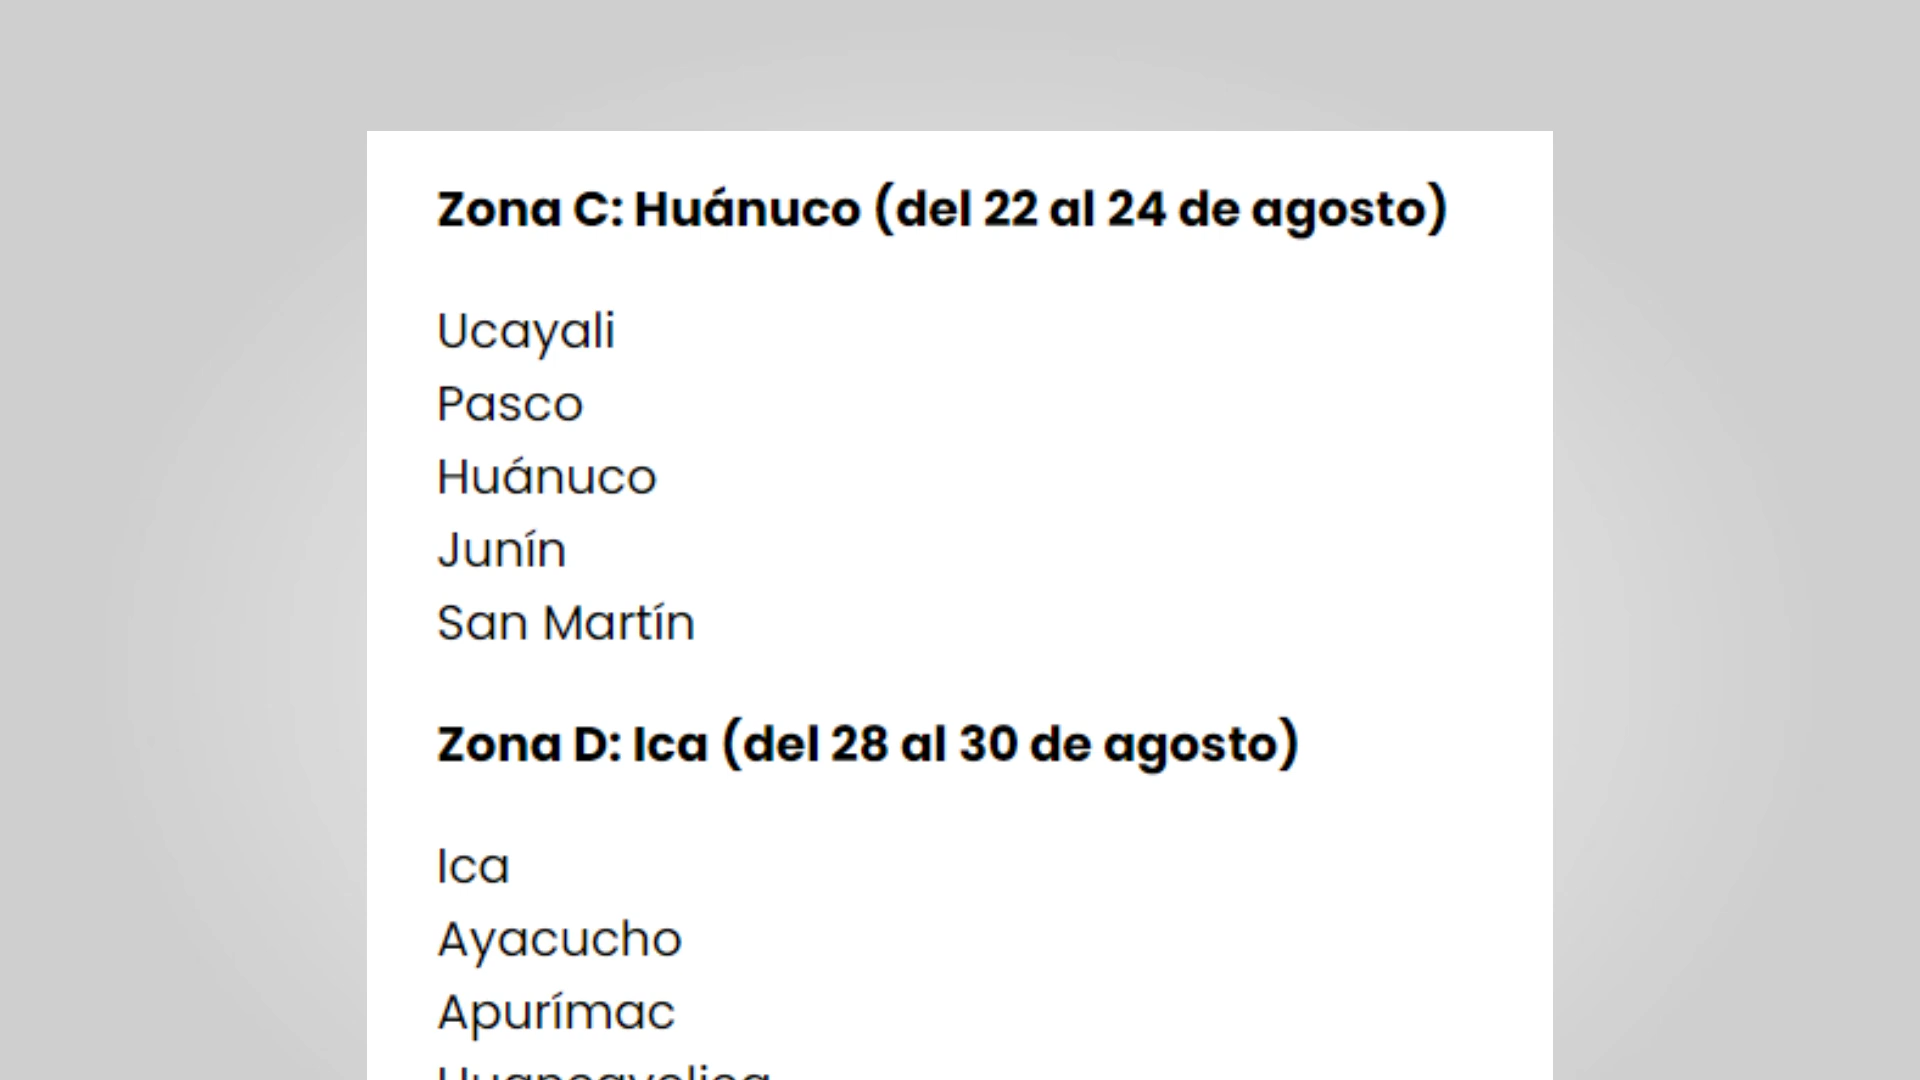 Zona C: Huánuco (del 22 al 24 de agosto)
Ucayali
Pasco
Huánuco
Junín
San Martín
Zona D: Ica (del 28 al 30 de agosto)
Ica
Ayacucho
Apurímac